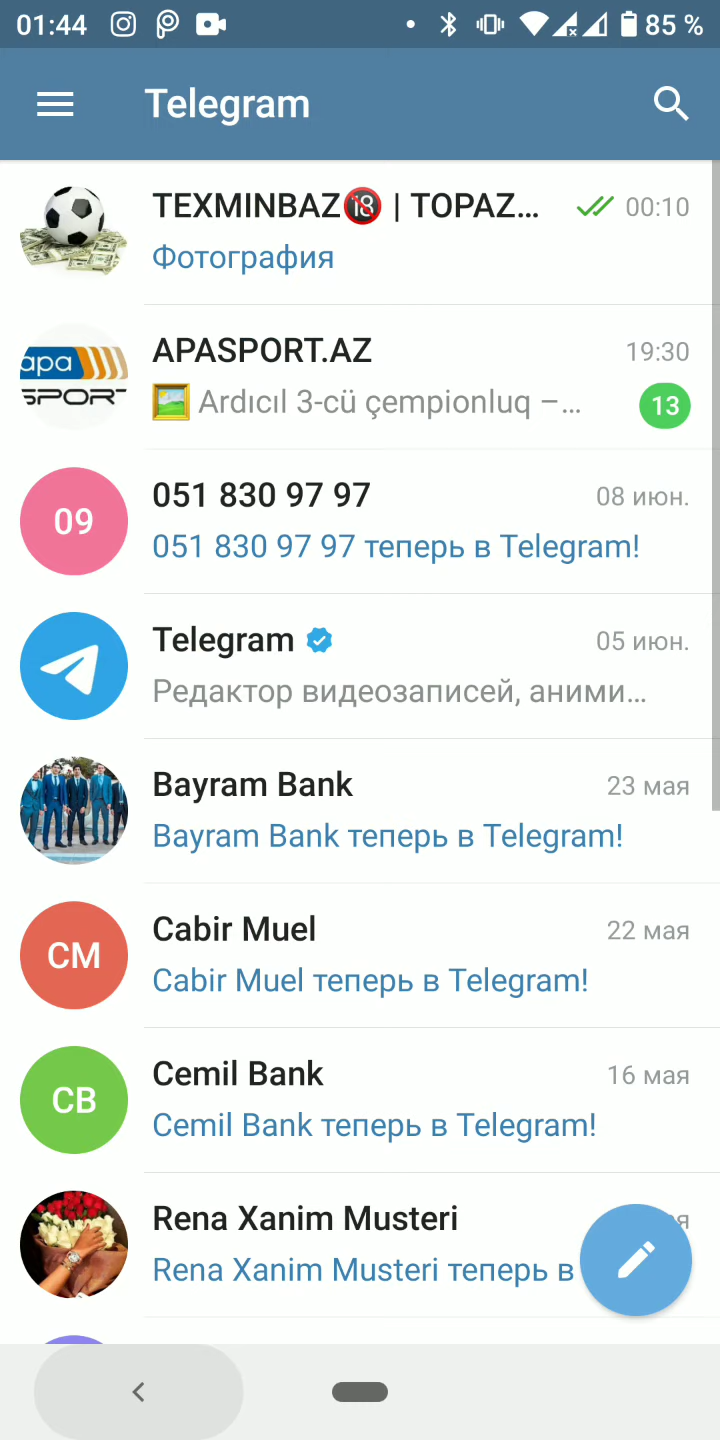 01:44 85 %
Telegram
TEXMINBAZ🔞 | TOPAZ... 00:10
Фотография
apa
SPORT
APASPORT.AZ 19:30
🖼 Ardıcıl 3-cü çempionluq –... 13
09
051 830 97 97 08 июн.
051 830 97 97 теперь в Telegram!
Telegram 05 июн.
Редактор видеозаписей, аними...
Bayram Bank 23 мая
Bayram Bank теперь в Telegram!
CM
Cabir Muel 22 мая
Cabir Muel теперь в Telegram!
CB
Cemil Bank 16 мая
Cemil Bank теперь в Telegram!
Rena Xanim Musteri
Rena Xanim Musteri теперь в